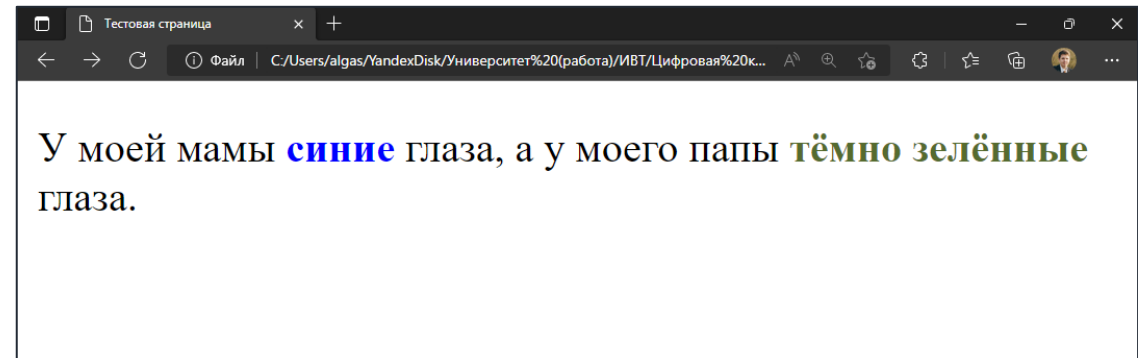 Тестовая страница
Файл C:/Users/algas/YandexDisk/Университет%20(работа)/ИВТ/Цифровая%20к...
У моей мамы синие глаза, а у моего папы тёмно зелённые
глаза.